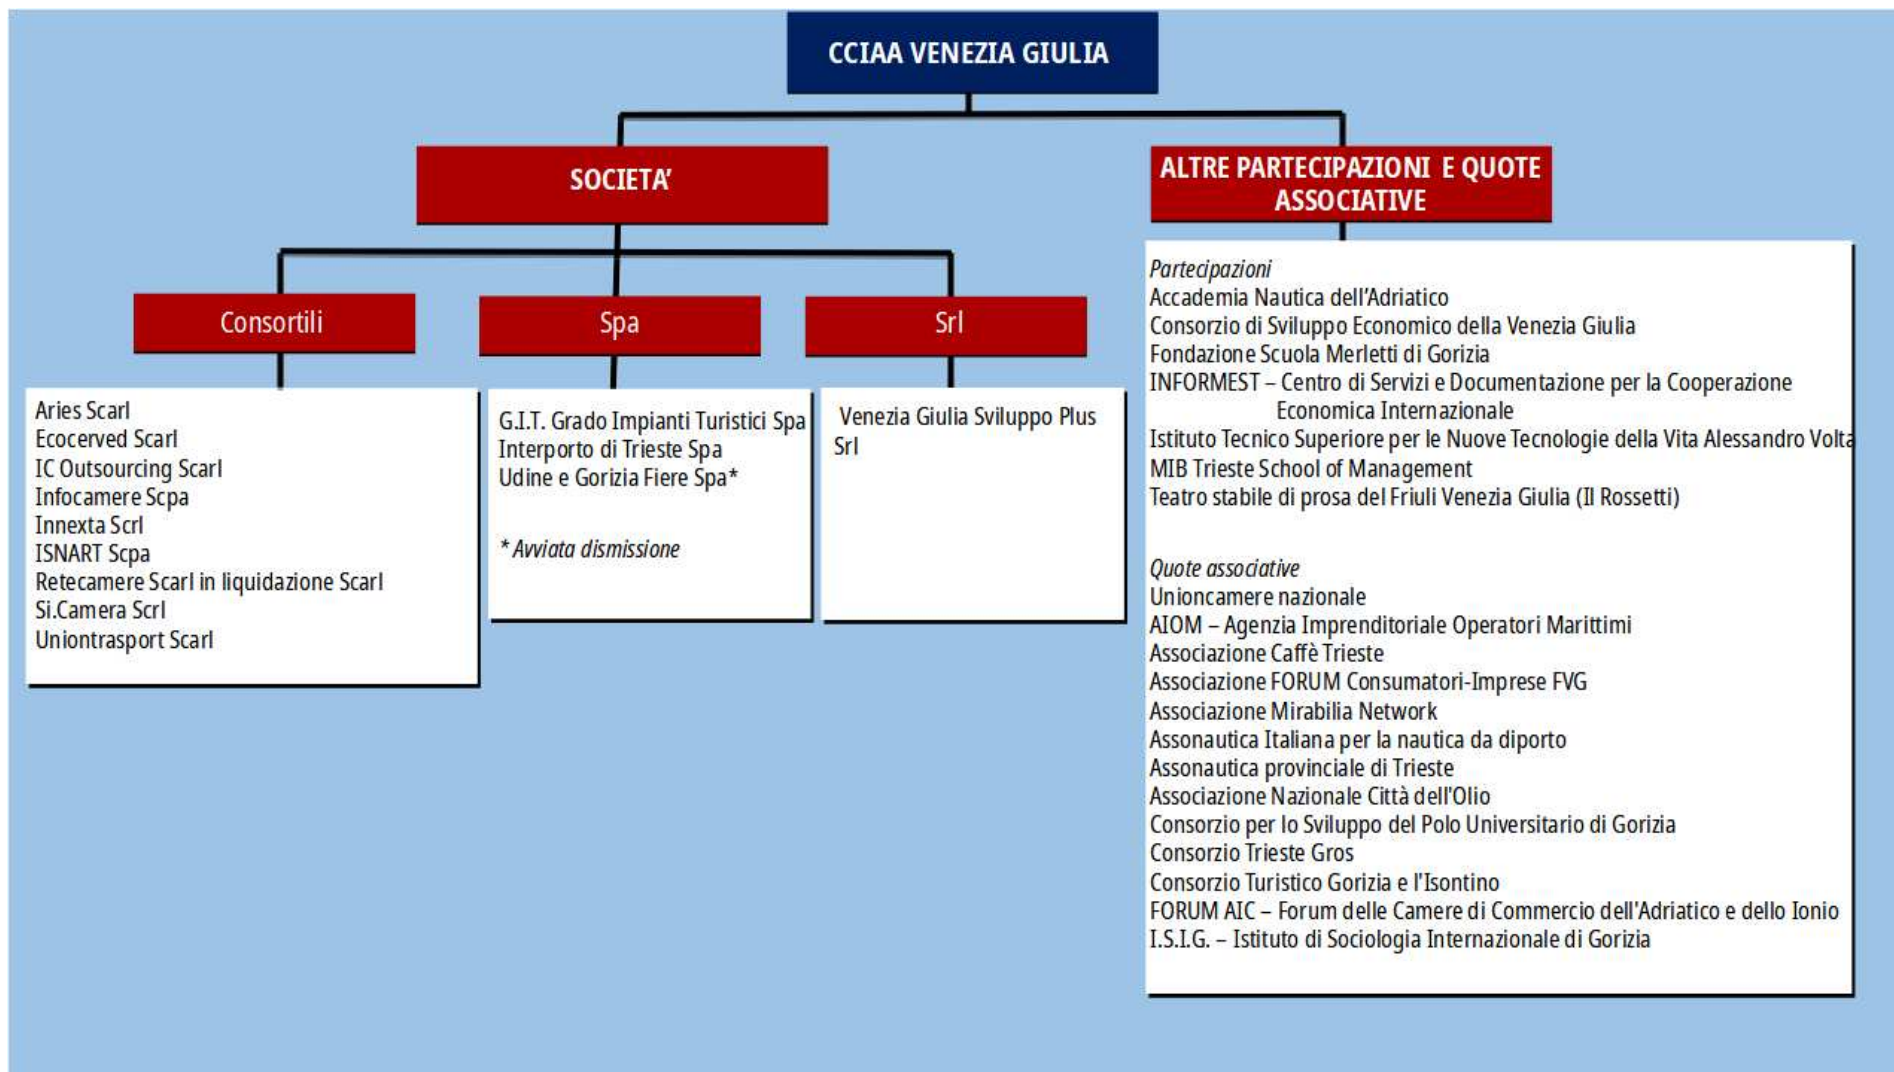 CCIAA VENEZIA GIULIA
SOCIETA’
ALTRE PARTECIPAZIONI E QUOTE
ASSOCIATIVE
Consortili
Spa
Srl
Aries Scarl
Ecocerved Scarl
IC Outsourcing Scarl
Infocamere Scpa
Innexta Scrl
ISNART Scpa
Retecamere Scarl in liquidazione Scarl
Si.Camera Scrl
Uniontrasport Scarl
G.I.T. Grado Impianti Turistici Spa
Interporto di Trieste Spa
Udine e Gorizia Fiere Spa*
* Avviata dismissione
Venezia Giulia Sviluppo Plus
Srl
Partecipazioni
Accademia Nautica dell’Adriatico
Consorzio di Sviluppo Economico della Venezia Giulia
Fondazione Scuola Merletti di Gorizia
INFORMEST – Centro di Servizi e Documentazione per la Cooperazione
Economica Internazionale
Istituto Tecnico Superiore per le Nuove Tecnologie della Vita Alessandro Volta
MIB Trieste School of Management
Teatro stabile di prosa del Friuli Venezia Giulia (Il Rossetti)
Quote associative
Unioncamere nazionale
AIOM – Agenzia Imprenditoriale Operatori Marittimi
Associazione Caffè Trieste
Associazione FORUM Consumatori-Imprese FVG
Associazione Mirabilia Network
Assonautica Italiana per la nautica da diporto
Assonautica provinciale di Trieste
Associazione Nazionale Città dell'Olio
Consorzio per lo Sviluppo del Polo Universitario di Gorizia
Consorzio Trieste Gros
Consorzio Turistico Gorizia e l'Isontino
FORUM AIC – Forum delle Camere di Commercio dell'Adriatico e dello Ionio
I.S.I.G. – Istituto di Sociologia Internazionale di Gorizia